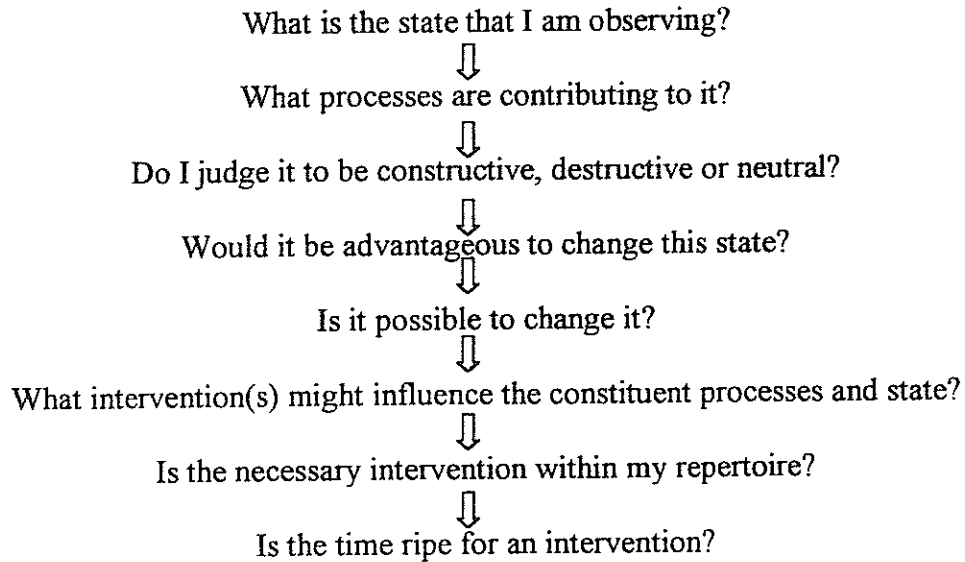 What is the state that I am observing?
What processes are contributing to it?
Do I judge it to be constructive, destructive or neutral?
Would it be advantageous to change this state?
Is it possible to change it?
What intervention(s) might influence the constituent processes and state?
Is the necessary intervention within my repertoire?
Is the time ripe for an intervention?